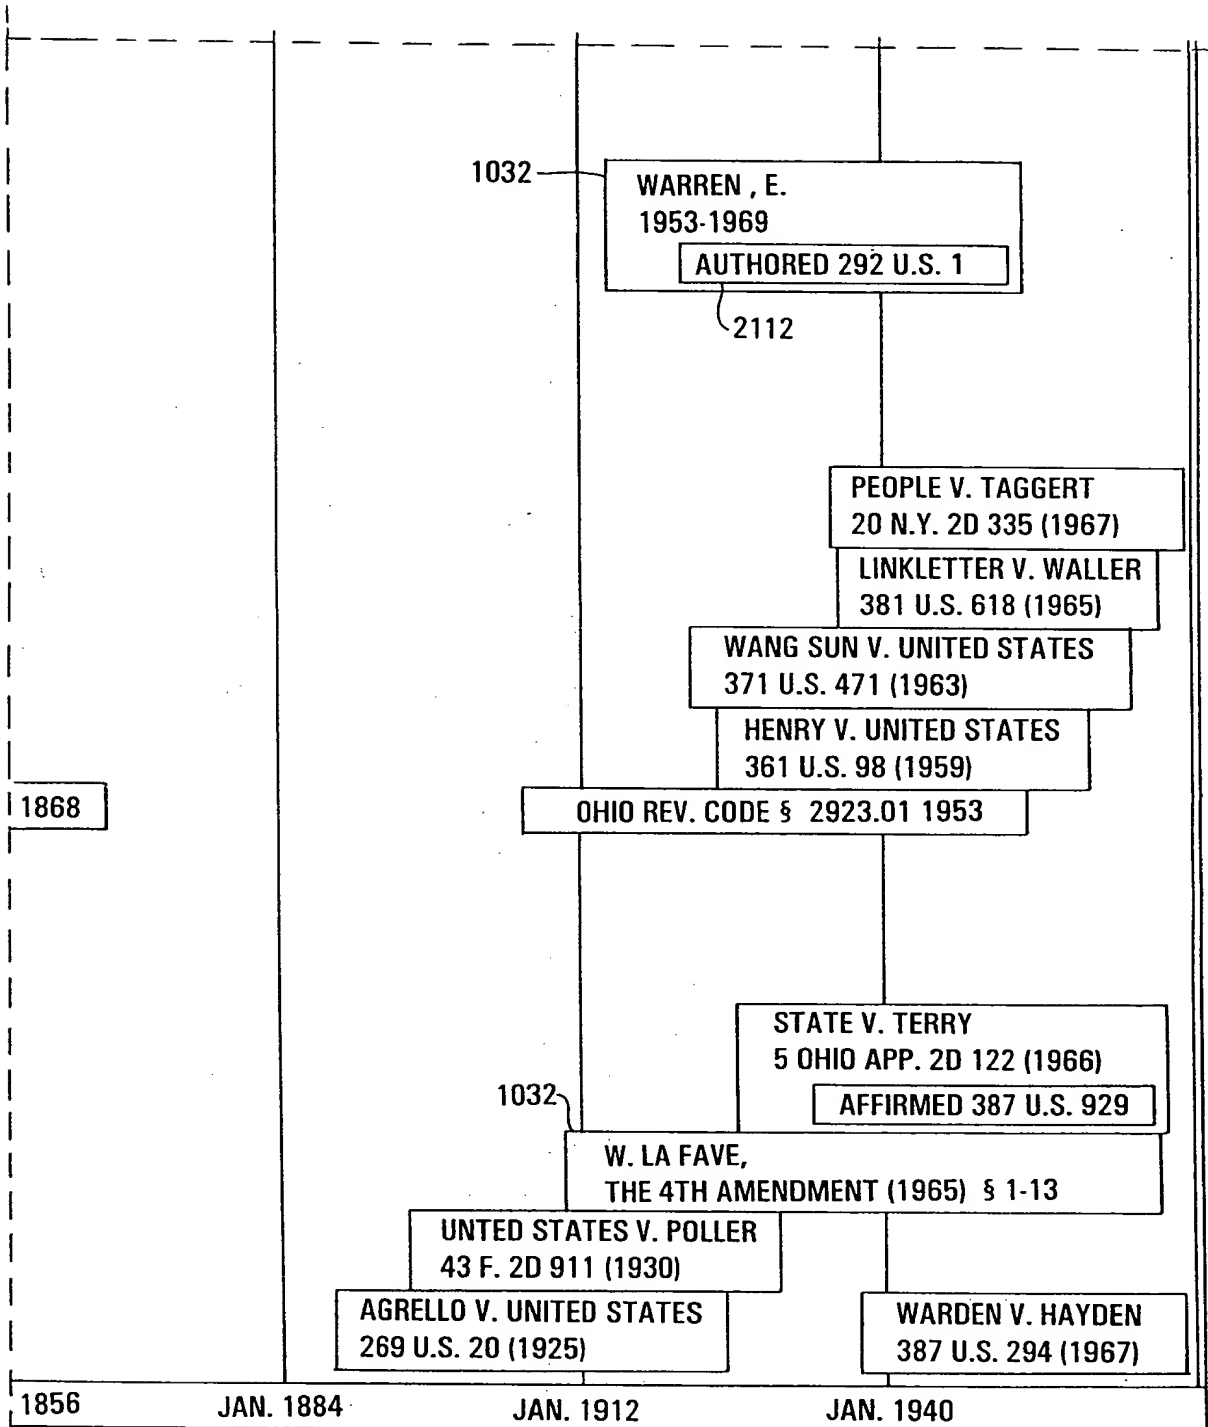 1032
WARREN , E.
1953-1969
AUTHORED 292 U.S. 1
2112
PEOPLE V. TAGGERT
20 N.Y. 2D 335 (1967)
LINKLETTER V. WALLER
381 U.S. 618 (1965)
WANG SUN V. UNITED STATES
371 U.S. 471 (1963)
HENRY V. UNITED STATES
361 U.S. 98 (1959)
1868
OHIO REV. CODE § 2923.01 1953
STATE V. TERRY
5 OHIO APP. 2D 122 (1966)
AFFIRMED 387 U.S. 929
1032
W. LA FAVE,
THE 4TH AMENDMENT (1965) § 1-13
UNTED STATES V. POLLER
43 F. 2D 911 (1930)
AGRELLO V. UNITED STATES
269 U.S. 20 (1925)
WARDEN V. HAYDEN
387 U.S. 294 (1967)
1856 JAN. 1884 JAN. 1912 JAN. 1940